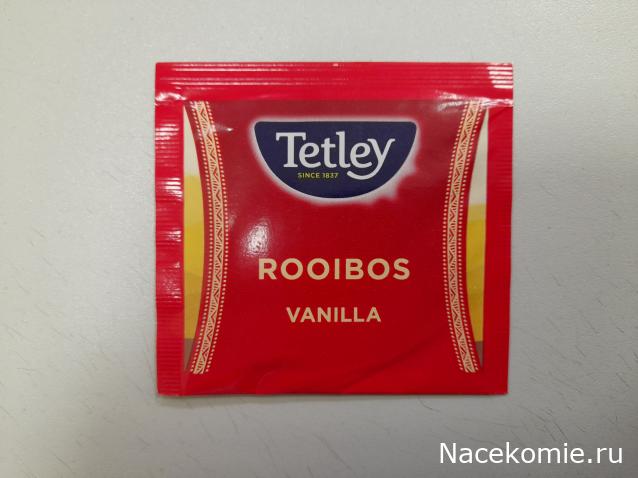 Tetley
SINCE 1837
ROOIBOS
VANILLA
Nacekomie.ru